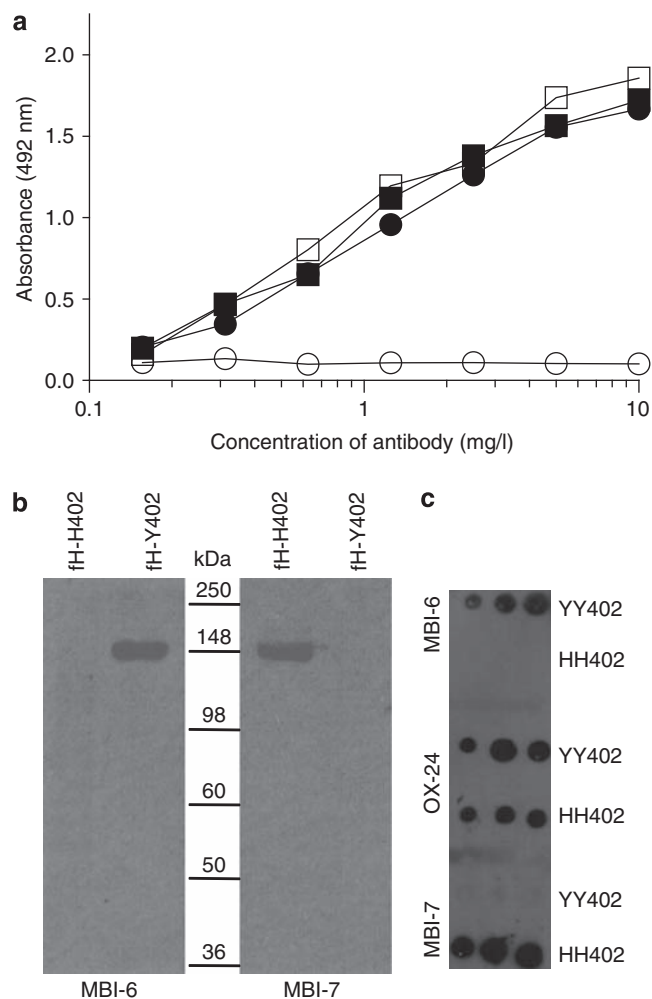 a
2.0
1.5
1.0
0.5
0.0
Absorbance (492 nm)
0.1
1
10
Concentration of antibody (mg/l)
b
fH-H402
fH-Y402
kDa
fH-H402
fH-Y402
250
148
98
60
50
36
MBI-6
MBI-7
c
MBI-6
YY402
HH402
OX-24
YY402
HH402
MBI-7
YY402
HH402